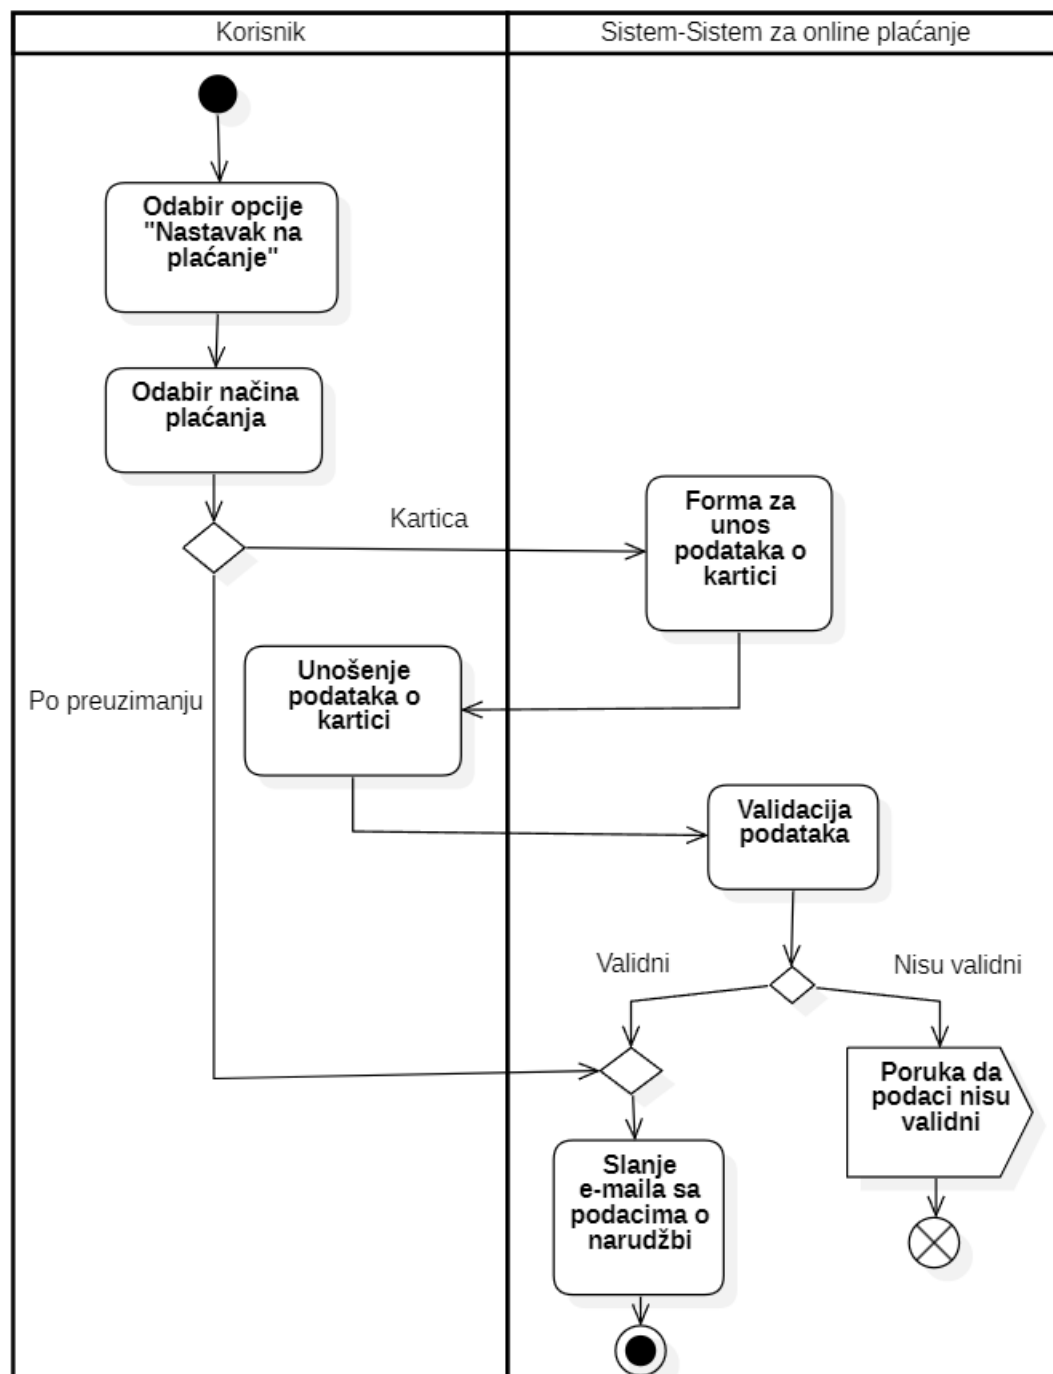 Korisnik
Sistem-Sistem za online plaćanje
Odabir opcije
"Nastavak na
plaćanje"
Odabir načina
plaćanja
Kartica
Forma za
unos
podataka o
kartici
Unošenje
podataka o
kartici
Po preuzimanju
Validacija
podataka
Validni
Nisu validni
Poruka da
podaci nisu
validni
Slanje
e-maila sa
podacima o
narudžbi